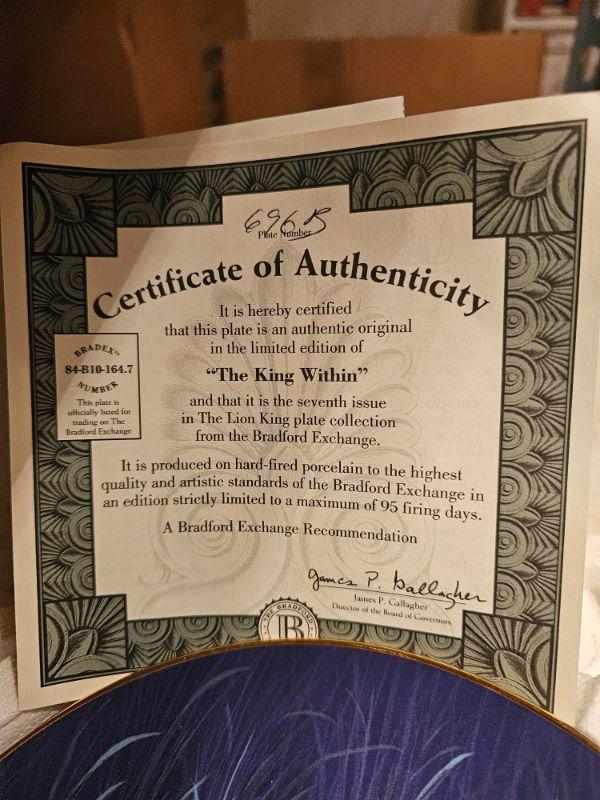 696B
Plate Number
Certificate of Authenticity
It is hereby certified
that this plate is an authentic original
in the limited edition of
“The King Within”
and that it is the seventh issue
in The Lion King plate collection
from the Bradford Exchange.
It is produced on hard-fired porcelain to the highest
quality and artistic standards of the Bradford Exchange in
an edition strictly limited to a maximum of 95 firing days.
A Bradford Exchange Recommendation
BRADEX™
84-B10-164.7
NUMBER
This plate is
officially listed for
trading on The
Bradford Exchange
James P. Gallagher
James P. Gallagher
Director of the Board of Governors
THE BRADFORD
B